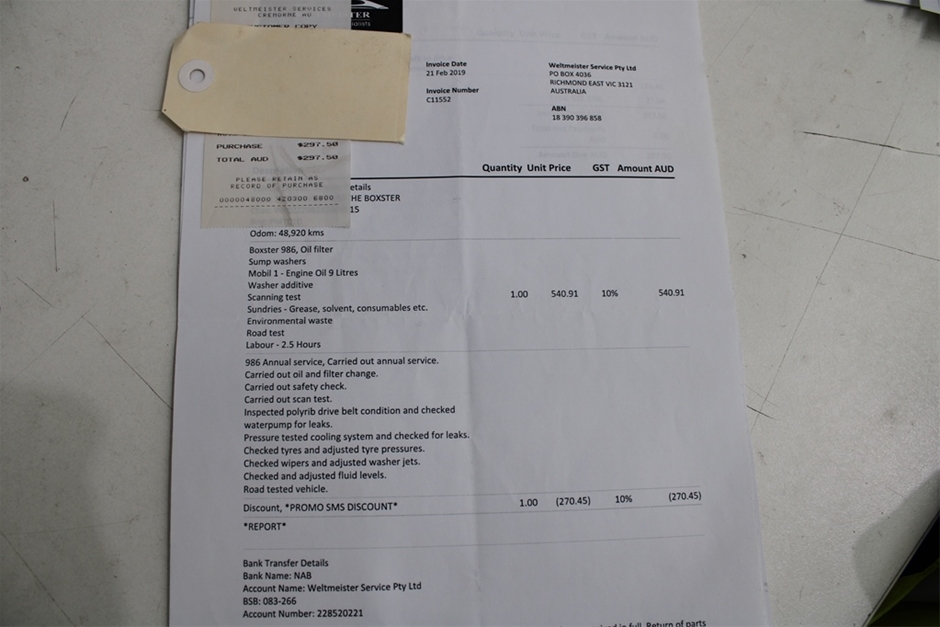 WELTMEISTER SERVICES
CREMORNE AU
CUSTOMER COPY
TER
Invoice Date
21 Feb 2019
Invoice Number
C11552
Weltmeister Service Pty Ltd
PO BOX 4036
RICHMOND EAST VIC 3121
AUSTRALIA
ABN
18 390 396 858
PURCHASE $297.50
TOTAL AUD $297.50
PLEASE RETAIN AS
RECORD OF PURCHASE
0000048000 420300 6800
Quantity Unit Price GST Amount AUD
etails
HE BOXSTER
15
Odom: 48,920 kms
Boxster 986, Oil filter
Sump washers
Mobil 1 - Engine Oil 9 Litres
Washer additive
Scanning test 1.00 540.91 10% 540.91
Sundries - Grease, solvent, consumables etc.
Environmental waste
Road test
Labour - 2.5 Hours
986 Annual service, Carried out annual service.
Carried out oil and filter change.
Carried out safety check.
Carried out scan test.
Inspected polyrib drive belt condition and checked
waterpump for leaks.
Pressure tested cooling system and checked for leaks.
Checked tyres and adjusted tyre pressures.
Checked wipers and adjusted washer jets.
Checked and adjusted fluid levels.
Road tested vehicle.
Discount, *PROMO SMS DISCOUNT* 1.00 (270.45) 10% (270.45)
*REPORT*
Bank Transfer Details
Bank Name: NAB
Account Name: Weltmeister Service Pty Ltd
BSB: 083-266
Account Number: 228520221
in full. Return of parts